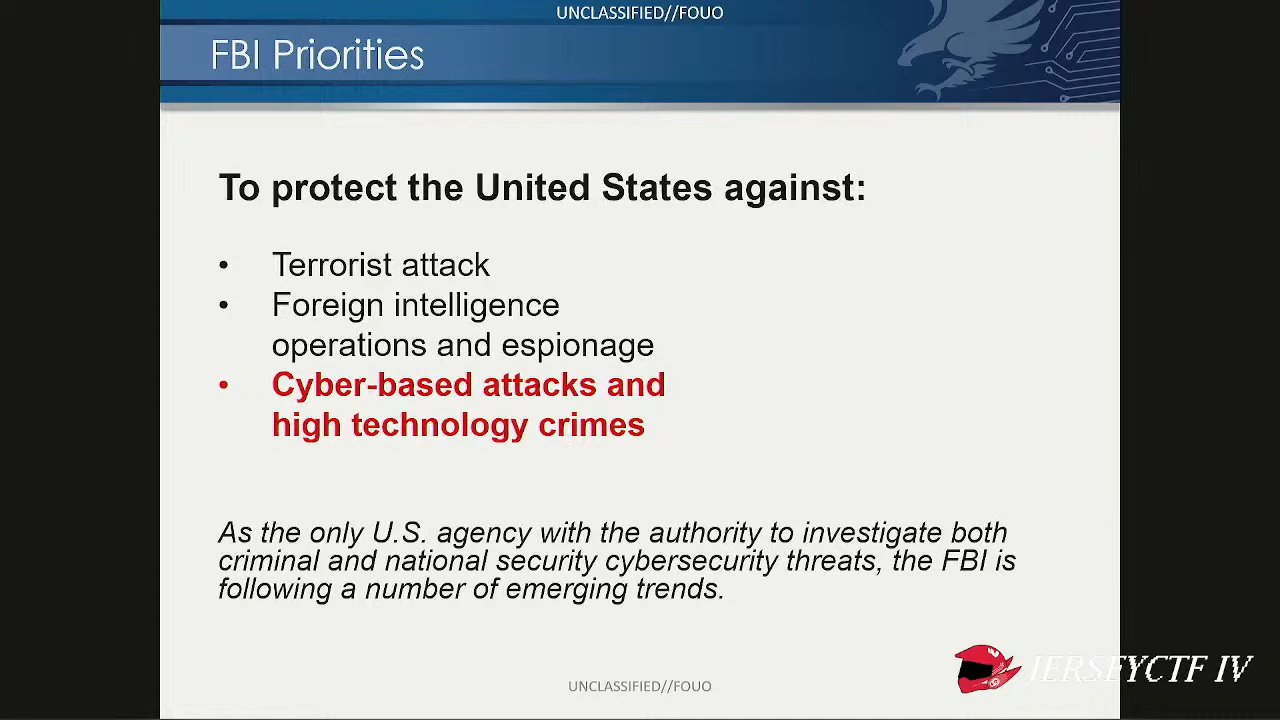 UNCLASSIFIED//FOUO
FBI Priorities
To protect the United States against:
• Terrorist attack
• Foreign intelligence
operations and espionage
• Cyber-based attacks and
high technology crimes
As the only U.S. agency with the authority to investigate both
criminal and national security cybersecurity threats, the FBI is
following a number of emerging trends.
JERSEYCTF IV
UNCLASSIFIED//FOUO